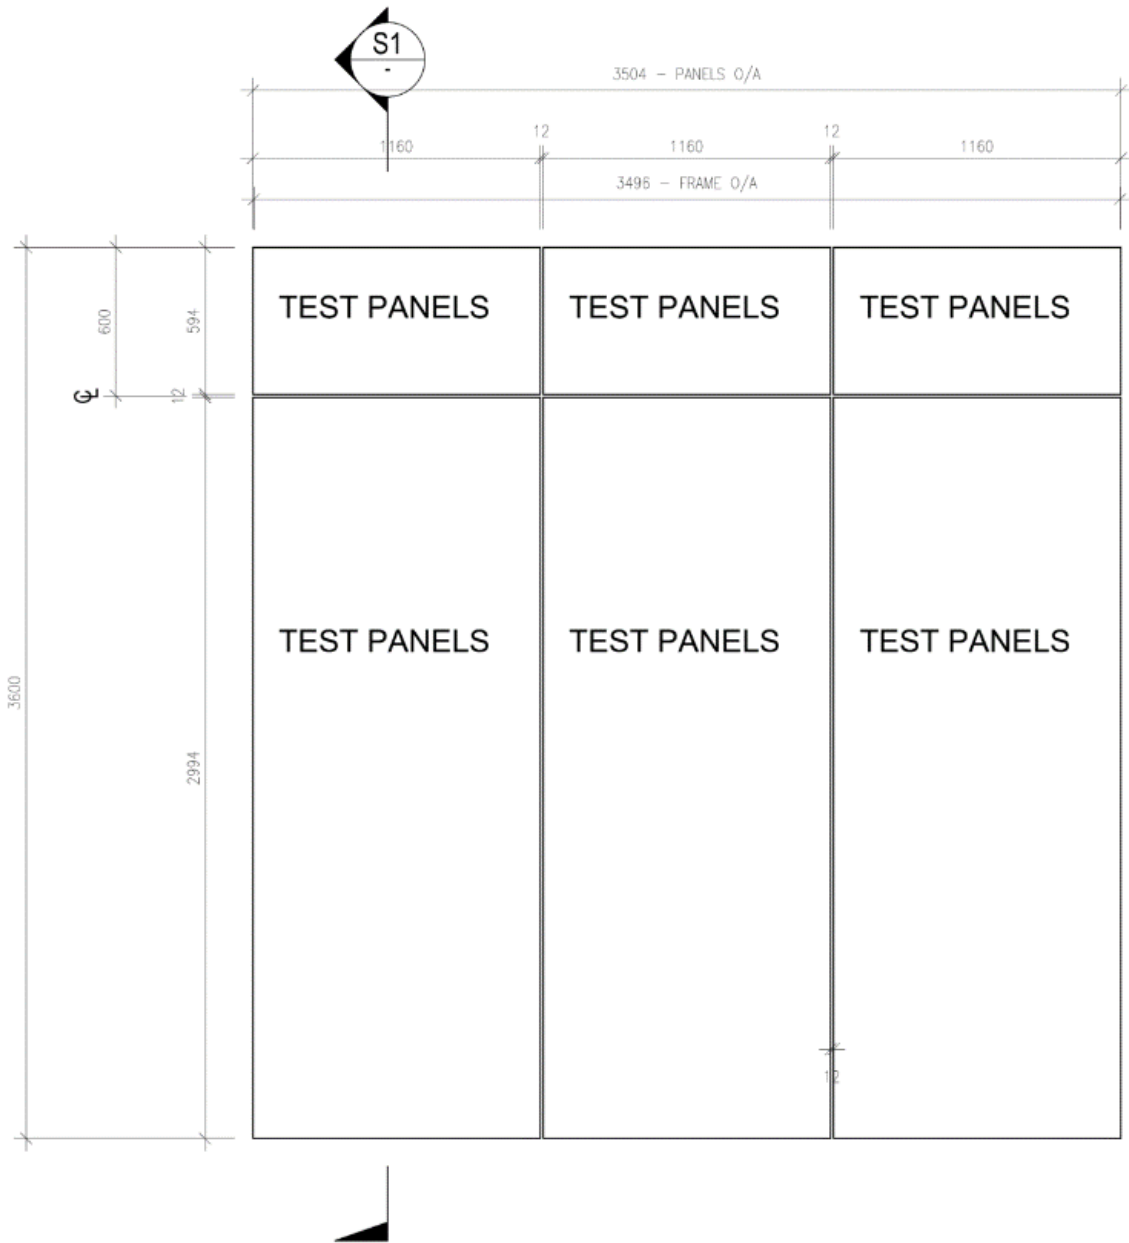 S1
-
3504 - PANELS O/A
12
12
1160
1160
1160
3496 - FRAME O/A
TEST PANELS
TEST PANELS
TEST PANELS
600
594
℄
12
TEST PANELS
TEST PANELS
TEST PANELS
3600
2994
12